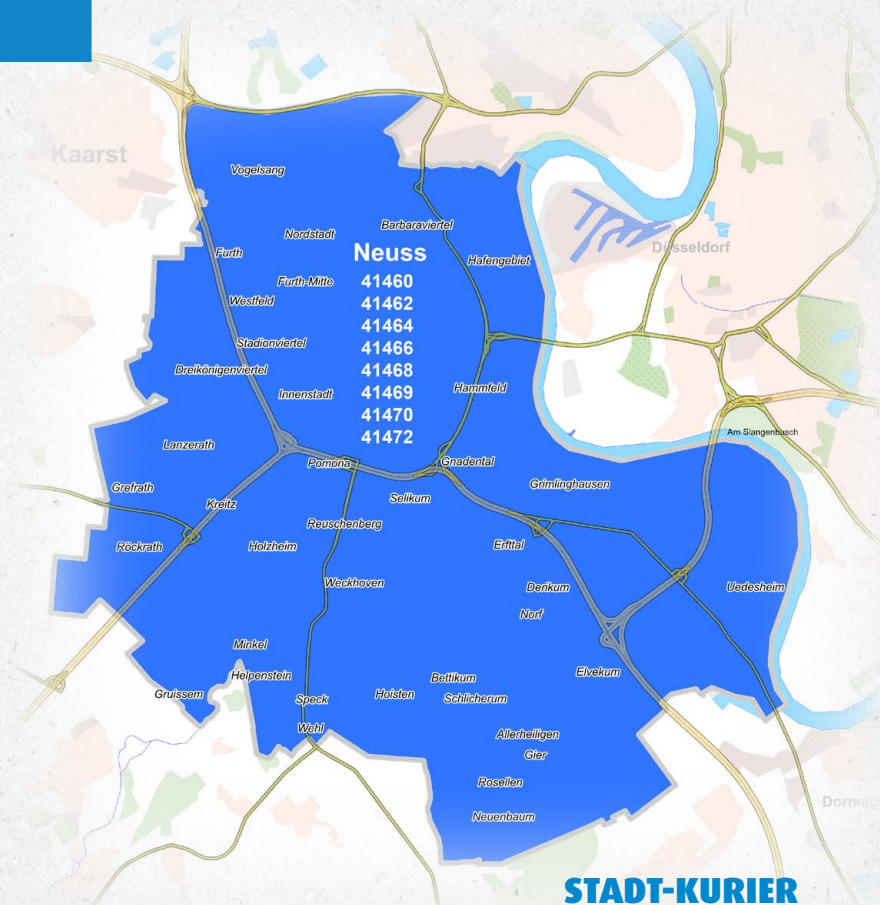 Kaarst
Vogelsang
Barbaraviertel
Nordstadt
Düsseldorf
Furth
Neuss
Hafengebiet
Furth-Mitte
41460
Westfeld
41462
41464
Stadionviertel
41466
Dreikönigenviertel
41468
Hammfeld
Innenstadt
41469
41470
Am Slangenbusch
41472
Lanzerath
Pomona
Gnadental
Grefrath
Grimlinghausen
Selikum
Kreitz
Reuschenberg
Röckrath
Holzheim
Erfttal
Weckhoven
Derikum
Uedesheim
Norf
Minkel
Helpenstein
Elvekum
Bettikum
Gruissem
Hoisten
Speck
Schlicherum
Wehl
Allerheiligen
Gier
Rosellen
Neuenbaum
STADT-KURIER